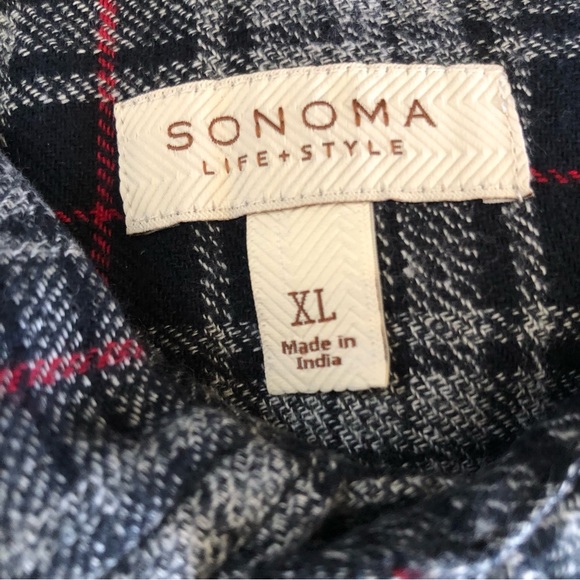 SONOMA
LIFE+STYLE
XL
Made in
India